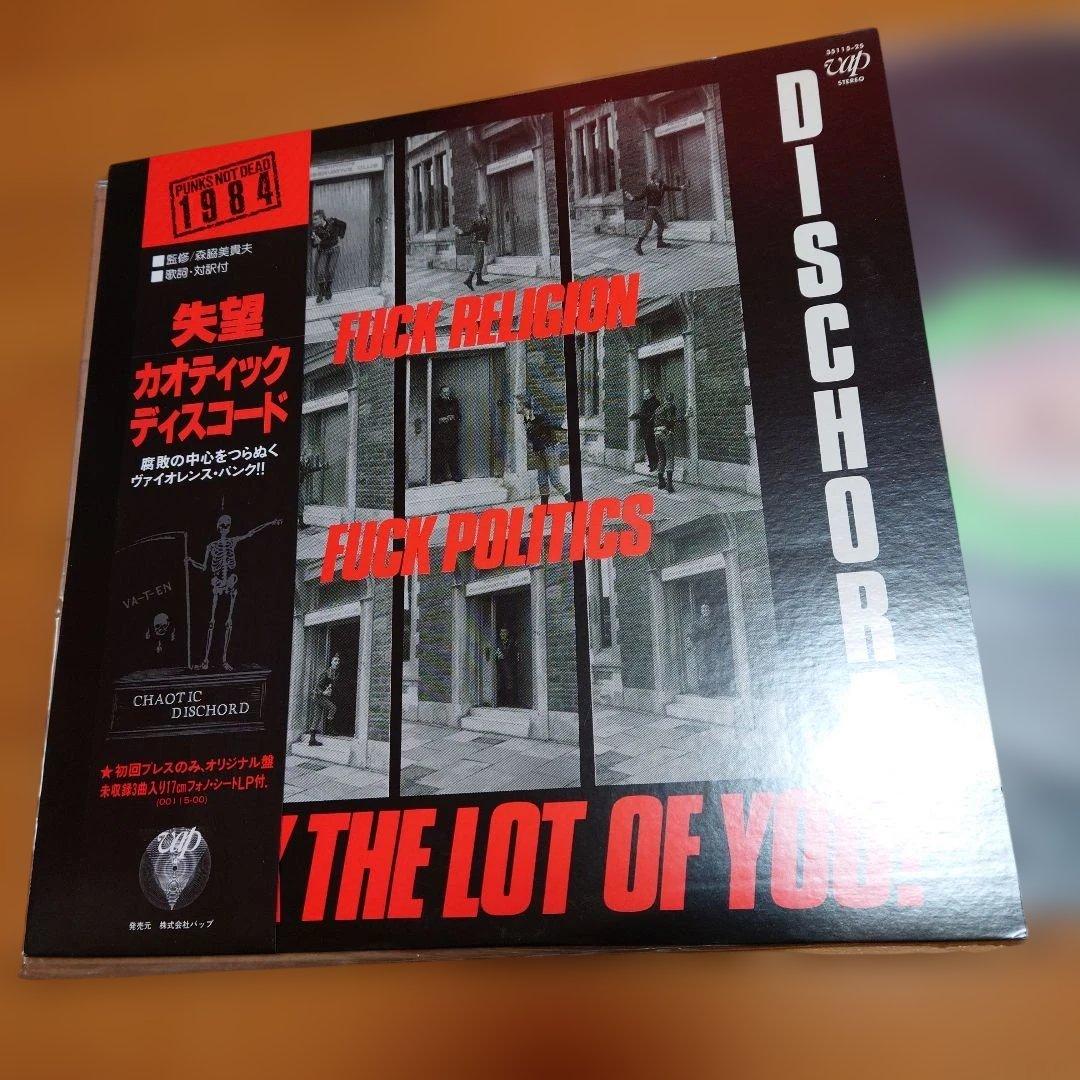 35115-25
vap
STEREO
DISCHOR
PUNKS NOT DEAD
1984
■監修/森脇美貴夫
■歌詞・対訳付
失望
カオティック
ディスコード
腐敗の中心をつらぬく
ヴァイオレンス・パンク!!
VA-T-EN
CHAOTIC
DISCHORD
★初回プレスのみ、オリジナル盤
未収録3曲入り17cmフォノ・シートLP付.
(00115-00)
vap
発売元 株式会社バップ
FUCK RELIGION
FUCK POLITICS
THE LOT OF YOU!